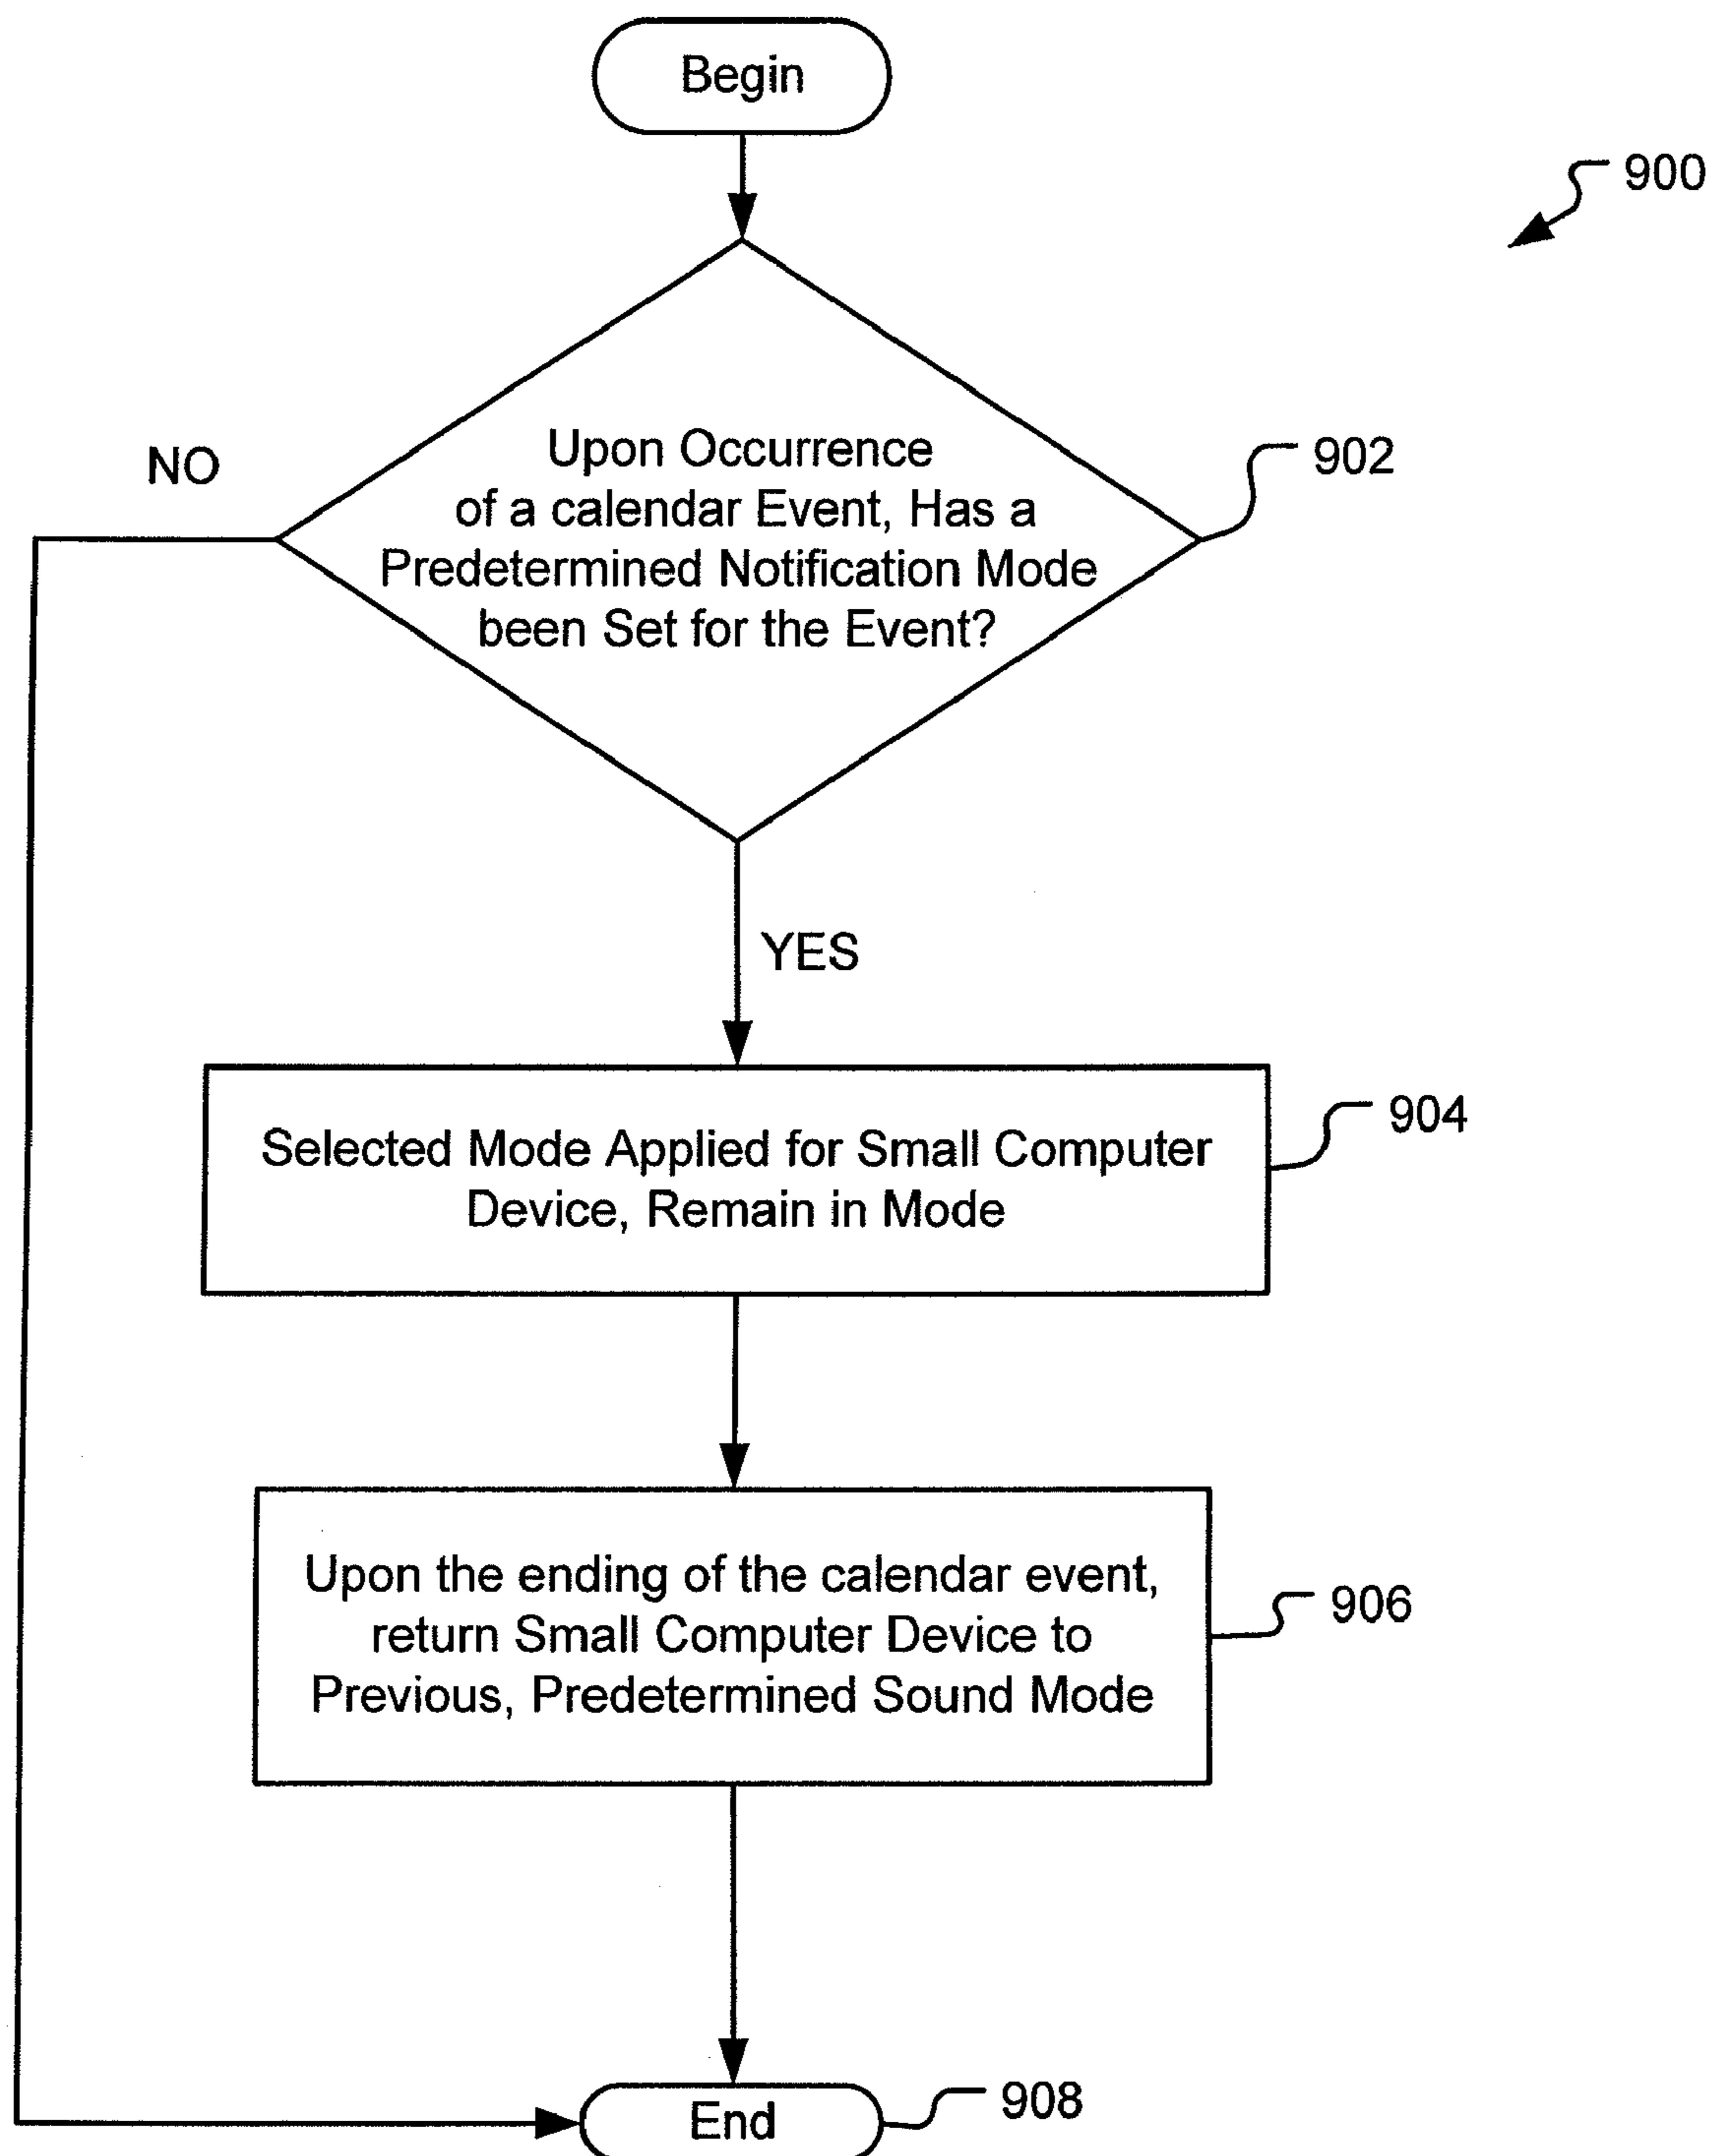 Begin
900
Upon Occurrence
of a calendar Event, Has a
Predetermined Notification Mode
been Set for the Event?
902
NO
YES
Selected Mode Applied for Small Computer
Device, Remain in Mode
904
Upon the ending of the calendar event,
return Small Computer Device to
Previous, Predetermined Sound Mode
906
End
908